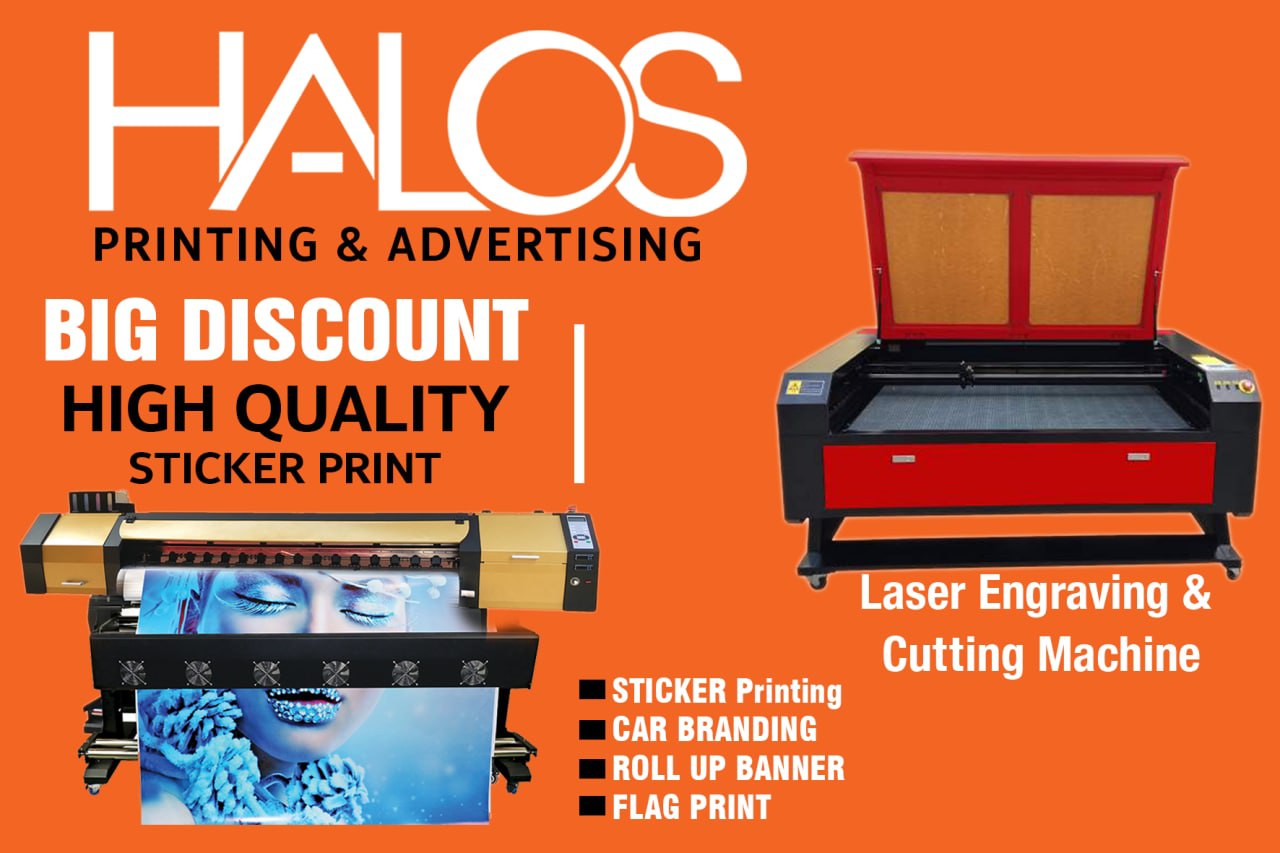 HALOS
PRINTING & ADVERTISING
BIG DISCOUNT
HIGH QUALITY
STICKER PRINT
Laser Engraving &
Cutting Machine
STICKER Printing
CAR BRANDING
ROLL UP BANNER
FLAG PRINT